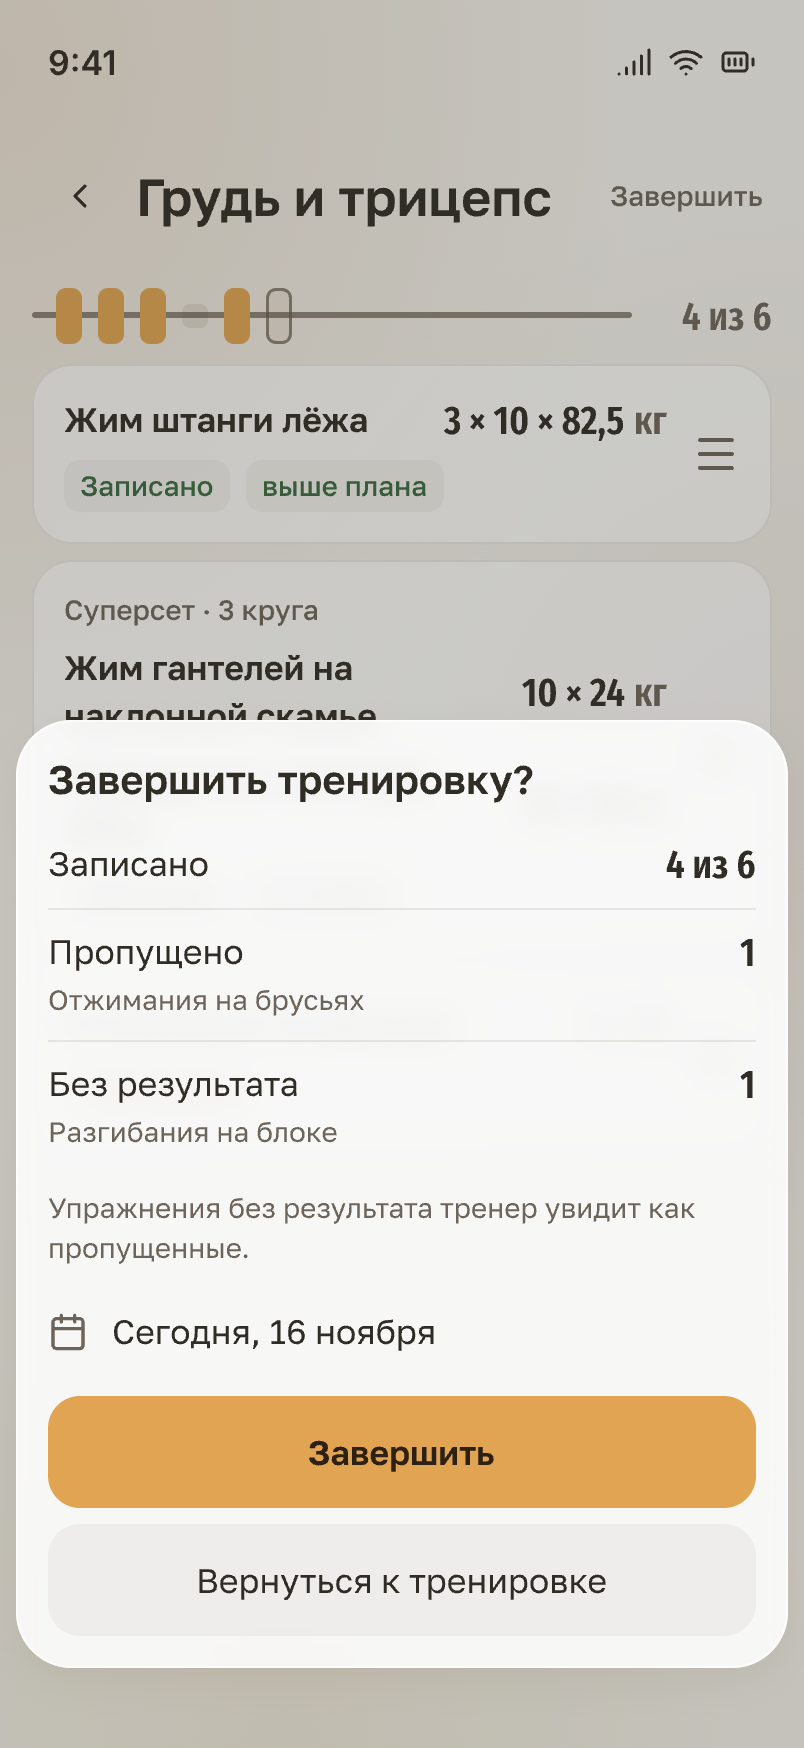 9:41
Грудь и трицепс
Завершить
4 из 6
Жим штанги лёжа
3 × 10 × 82,5 кг
Записано
выше плана
Суперсет · 3 круга
Жим гантелей на
наклонной скамье
10 × 24 кг
Завершить тренировку?
Записано
4 из 6
Пропущено
1
Отжимания на брусьях
Без результата
1
Разгибания на блоке
Упражнения без результата тренер увидит как
пропущенные.
Сегодня, 16 ноября
Завершить
Вернуться к тренировке